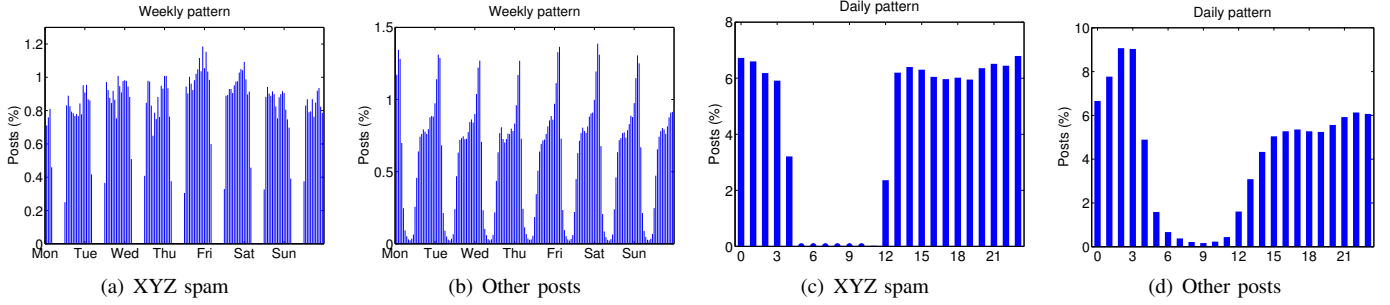 Weekly pattern
Posts (%)
1.2
1
0.8
0.6
0.4
0.2
0
Mon Tue Wed Thu Fri Sat Sun
(a) XYZ spam
Weekly pattern
Posts (%)
1.5
1
0.5
0
Mon Tue Wed Thu Fri Sat Sun
(b) Other posts
Daily pattern
Posts (%)
8
6
4
2
0
0 3 6 9 12 15 18 21
(c) XYZ spam
Daily pattern
Posts (%)
10
8
6
4
2
0
0 3 6 9 12 15 18 21
(d) Other posts